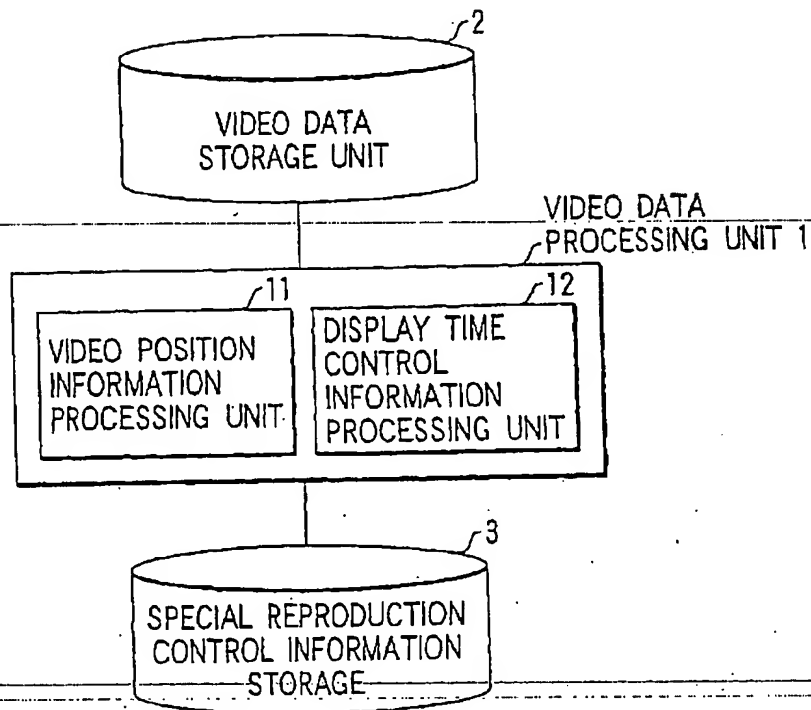 2
VIDEO DATA
STORAGE UNIT
VIDEO DATA
PROCESSING UNIT 1
11
VIDEO POSITION
INFORMATION
PROCESSING UNIT
12
DISPLAY TIME
CONTROL
INFORMATION
PROCESSING UNIT
3
SPECIAL REPRODUCTION
CONTROL INFORMATION
STORAGE